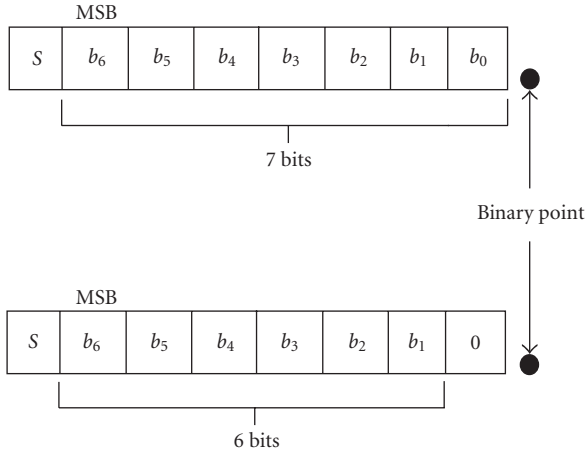 MSB
S b₆ b₅ b₄ b₃ b₂ b₁ b₀
7 bits
Binary point
MSB
S b₆ b₅ b₄ b₃ b₂ b₁ 0
6 bits